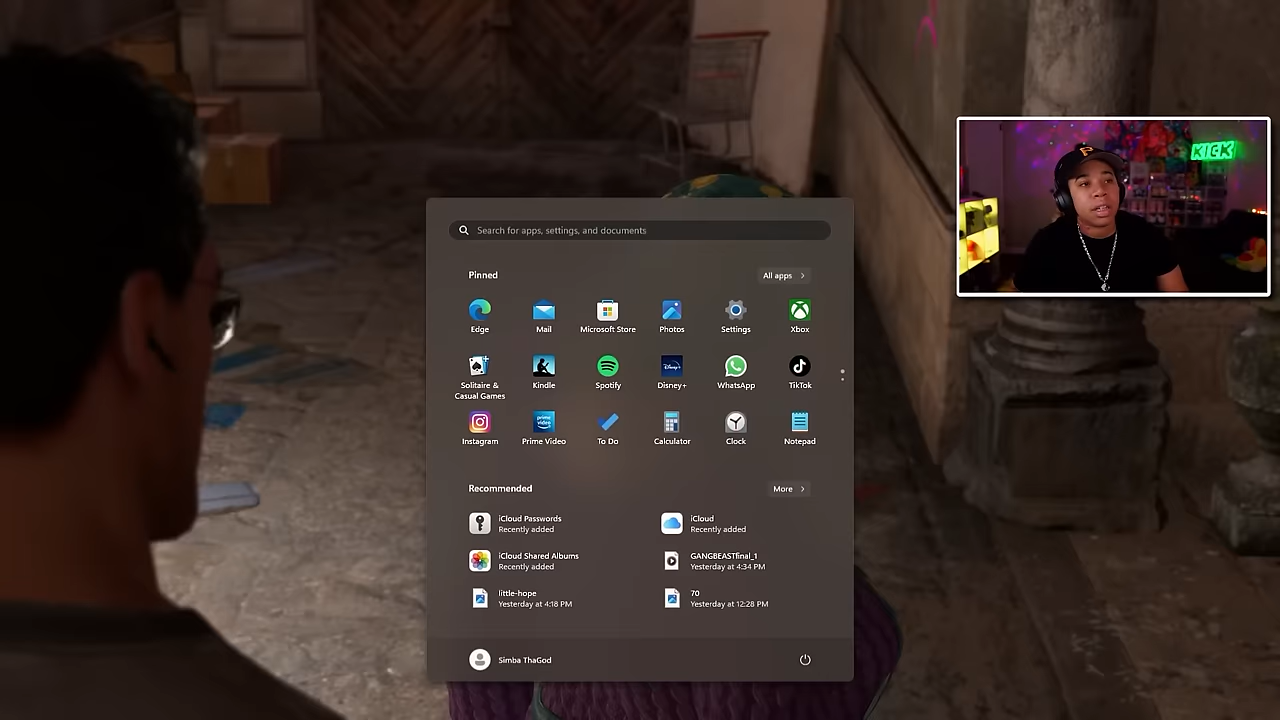 Search for apps, settings, and documents
Pinned
All apps
Edge
Mail
Microsoft Store
Photos
Settings
Xbox
Solitaire &
Casual Games
Kindle
Spotify
Disney+
WhatsApp
TikTok
Instagram
prime video
Prime Video
To Do
Calculator
Clock
Notepad
Recommended
More
iCloud Passwords
Recently added
iCloud
Recently added
iCloud Shared Albums
Recently added
GANGBEASTfinal_1
Yesterday at 4:34 PM
little-hope
Yesterday at 4:18 PM
70
Yesterday at 12:28 PM
Simba ThaGod
KICK
P